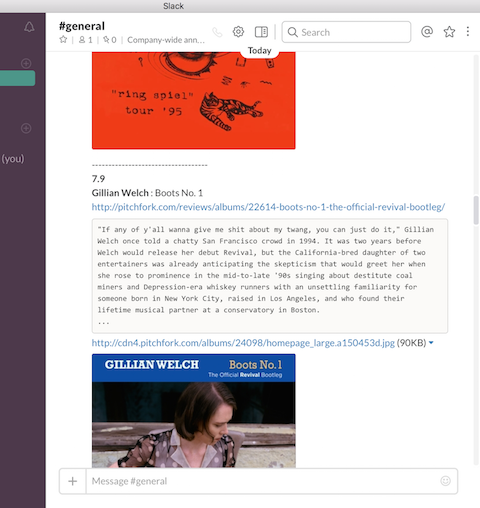 Slack
#general
1 | 0 | Company-wide ann...
Search
Today
"ring spiel"
tour '95
-----------------------------------
7.9
Gillian Welch : Boots No. 1
http://pitchfork.com/reviews/albums/22614-boots-no-1-the-official-revival-bootleg/
"If any of y'all wanna give me shit about my twang, you can just do it," Gillian
Welch once told a chatty San Francisco crowd in 1994. It was two years before
Welch would release her debut Revival, but the California-bred daughter of two
entertainers was already anticipating the skepticism that would greet her when
she rose to prominence in the mid-to-late '90s singing about destitute coal
miners and Depression-era whiskey runners with an unsettling familiarity for
someone born in New York City, raised in Los Angeles, and who found their
lifetime musical partner at a conservatory in Boston.
...
http://cdn4.pitchfork.com/albums/24098/homepage_large.a150453d.jpg (90KB)
GILLIAN WELCH Boots No.1
The Official Revival Bootleg
(you)
Message #general